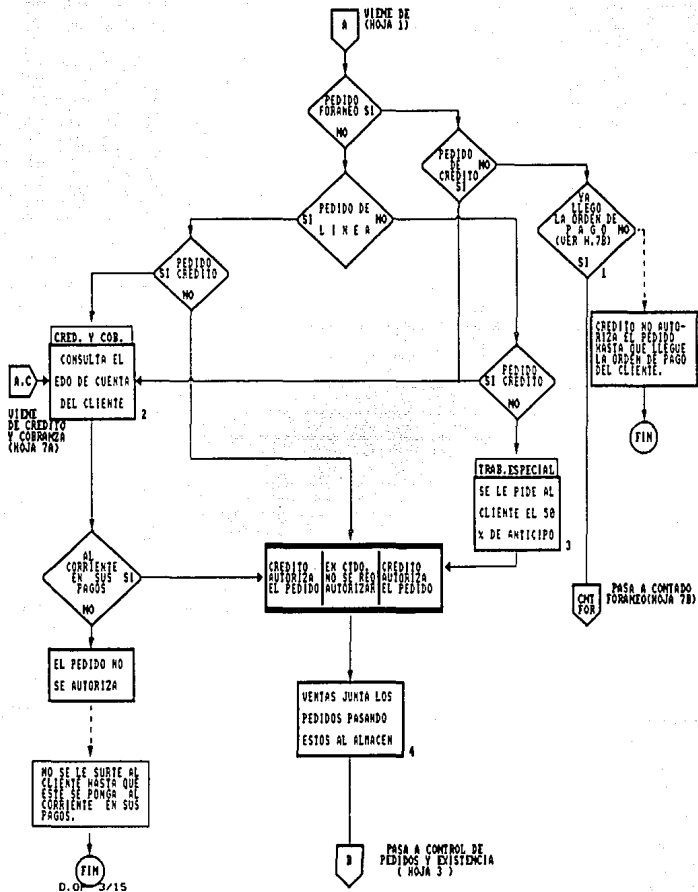 A
VIENE DE
(HOJA 1)
PEDIDO
FORANEO SI
NO
PEDIDO
DE
CREDITO
SI
NO
PEDIDO DE
SI
LINEA
NO
YA
LLEGO
LA ORDEN DE
PAGO
NO
(VER H.7B)
SI
1
PEDIDO
SI CREDITO
NO
CRED. Y COB.
CONSULTA EL
EDO DE CUENTA
DEL CLIENTE
2
A.C
VIENE
DE CREDITO
Y COBRANZA
(HOJA 7A)
CREDITO NO AUTO-
RIZA EL PEDIDO
HASTA QUE LLEGUE
LA ORDEN DE PAGO
DEL CLIENTE.
FIN
PEDIDO
SI CREDITO
NO
TRAB.ESPECIAL
SE LE PIDE AL
CLIENTE EL 50
% DE ANTICIPO
3
AL
CORRIENTE
EN SUS SI
PAGOS
NO
CREDITO
AUTORIZA
EL PEDIDO
EN CTDO,
NO SE REQ
AUTORIZAR
CREDITO
AUTORIZA
EL PEDIDO
CNT
FOR
PASA A CONTADO
FORANEO(HOJA 7B)
EL PEDIDO NO
SE AUTORIZA
VENTAS JUNTA LOS
PEDIDOS PASANDO
ESTOS AL ALMACEN
4
NO SE LE SURTE AL
CLIENTE HASTA QUE
ESTE SE PONGA AL
CORRIENTE EN SUS
PAGOS.
FIN
B
PASA A CONTROL DE
PEDIDOS Y EXISTENCIA
( HOJA 3 )
D.OP 3/15